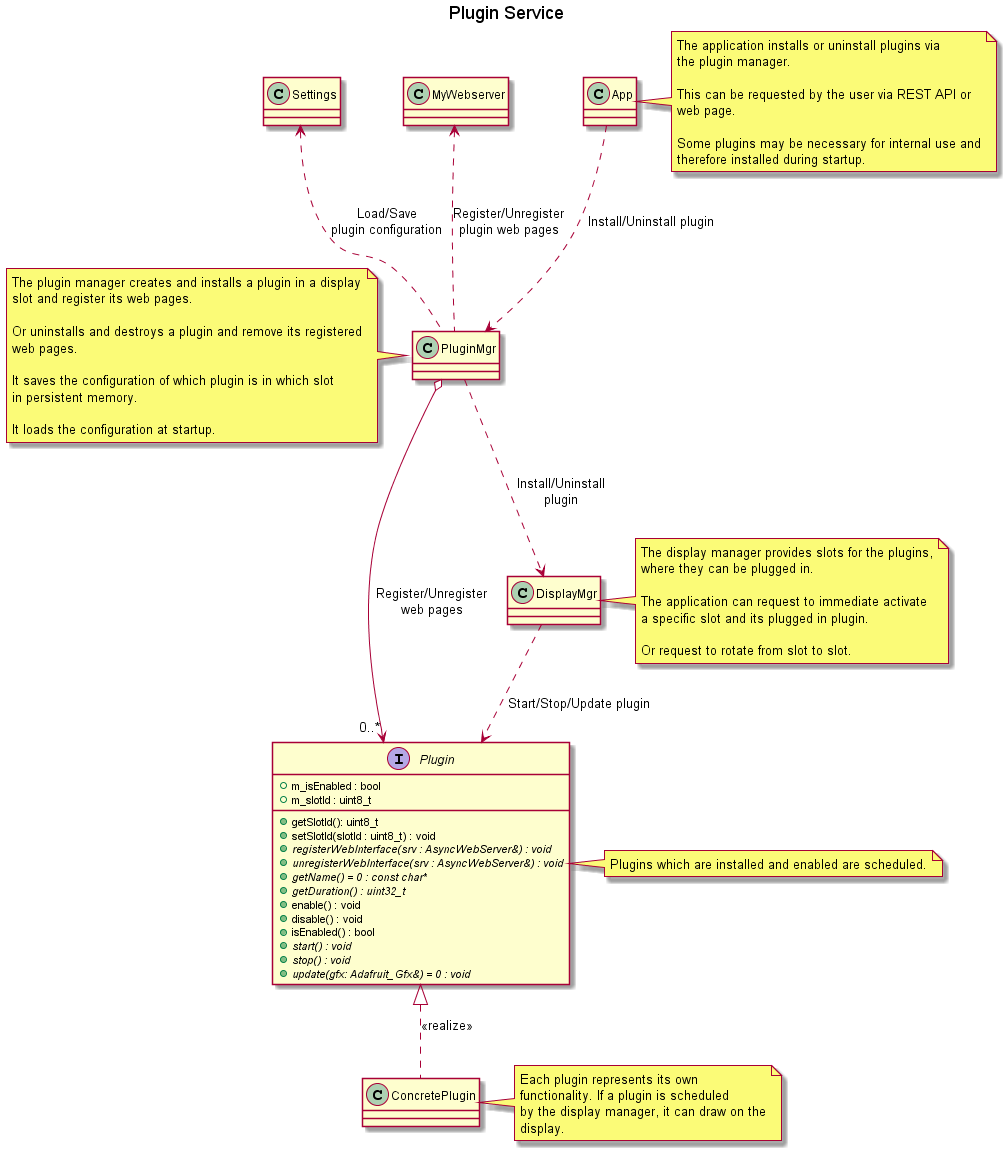 Plugin Service
The application installs or uninstall plugins via
the plugin manager.
This can be requested by the user via REST API or
web page.
Some plugins may be necessary for internal use and
therefore installed during startup.
C Settings
C MyWebserver
C App
Load/Save
plugin configuration
Register/Unregister
plugin web pages
Install/Uninstall plugin
The plugin manager creates and installs a plugin in a display
slot and register its web pages.
Or uninstalls and destroys a plugin and remove its registered
web pages.
It saves the configuration of which plugin is in which slot
in persistent memory.
It loads the configuration at startup.
C PluginMgr
Install/Uninstall
plugin
The display manager provides slots for the plugins,
where they can be plugged in.
The application can request to immediate activate
a specific slot and its plugged in plugin.
Or request to rotate from slot to slot.
C DisplayMgr
Register/Unregister
web pages
Start/Stop/Update plugin
0..*
I Plugin
m_isEnabled : bool
m_slotId : uint8_t
getSlotId(): uint8_t
setSlotId(slotId : uint8_t) : void
registerWebInterface(srv : AsyncWebServer&) : void
unregisterWebInterface(srv : AsyncWebServer&) : void
getName() = 0 : const char*
getDuration() : uint32_t
enable() : void
disable() : void
isEnabled() : bool
start() : void
stop() : void
update(gfx: Adafruit_Gfx&) = 0 : void
Plugins which are installed and enabled are scheduled.
«realize»
C ConcretePlugin
Each plugin represents its own
functionality. If a plugin is scheduled
by the display manager, it can draw on the
display.